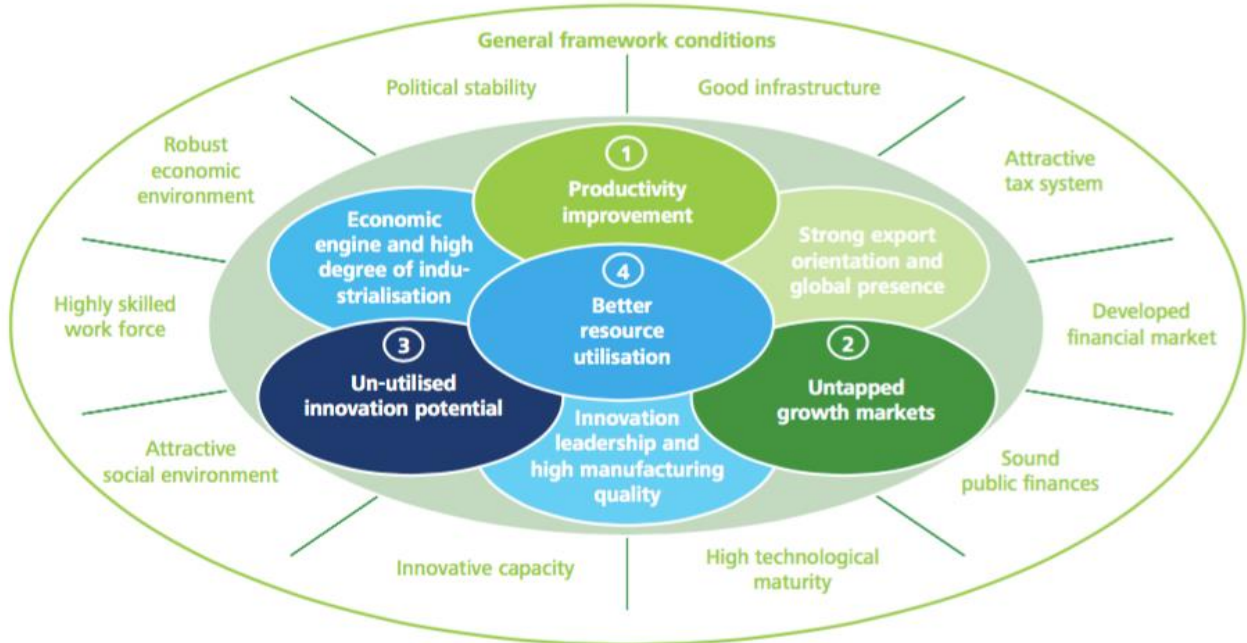 General framework conditions
Political stability
Good infrastructure
Robust
economic
environment
Attractive
tax system
1
Productivity
improvement
Economic
engine and high
degree of indu-
strialisation
Strong export
orientation and
global presence
4
Better
resource
utilisation
Highly skilled
work force
Developed
financial market
3
Un-utilised
innovation potential
2
Untapped
growth markets
Innovation
leadership and
high manufacturing
quality
Attractive
social environment
Sound
public finances
Innovative capacity
High technological
maturity